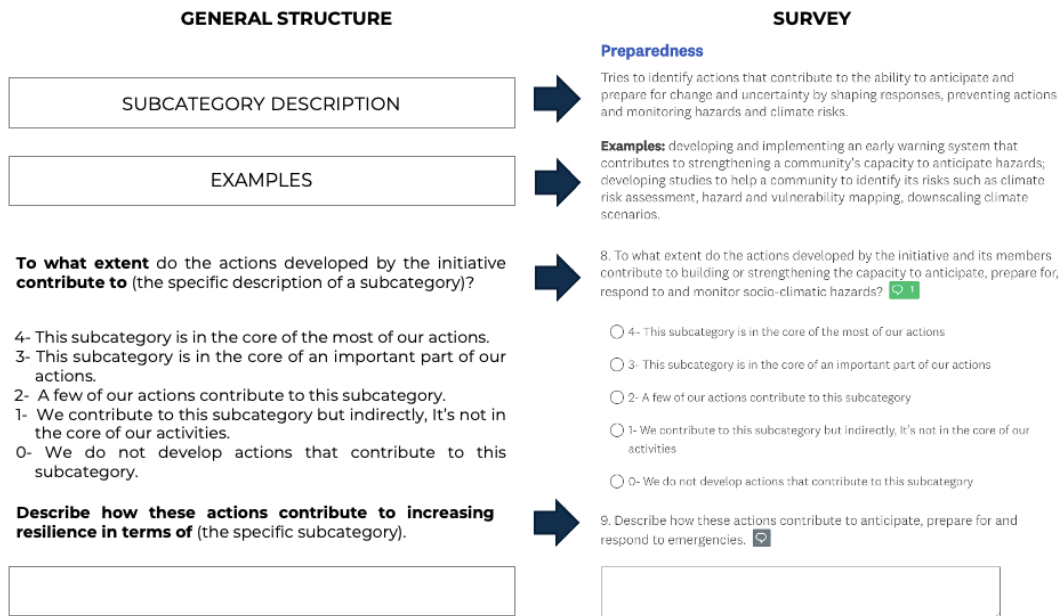 GENERAL STRUCTURE
SUBCATEGORY DESCRIPTION
EXAMPLES
To what extent do the actions developed by the initiative
contribute to (the specific description of a subcategory)?
4- This subcategory is in the core of the most of our actions.
3- This subcategory is in the core of an important part of our
actions.
2- A few of our actions contribute to this subcategory.
1- We contribute to this subcategory but indirectly, It's not in
the core of our activities.
0- We do not develop actions that contribute to this
subcategory.
Describe how these actions contribute to increasing
resilience in terms of (the specific subcategory).
SURVEY
Preparedness
Tries to identify actions that contribute to the ability to anticipate and
prepare for change and uncertainty by shaping responses, preventing actions
and monitoring hazards and climate risks.
Examples: developing and implementing an early warning system that
contributes to strengthening a community's capacity to anticipate hazards;
developing studies to help a community to identify its risks such as climate
risk assessment, hazard and vulnerability mapping, downscaling climate
scenarios.
8. To what extent do the actions developed by the initiative and its members
contribute to building or strengthening the capacity to anticipate, prepare for,
respond to and monitor socio-climatic hazards? 1
4- This subcategory is in the core of the most of our actions
3- This subcategory is in the core of an important part of our actions
2- A few of our actions contribute to this subcategory
1- We contribute to this subcategory but indirectly, It's not in the core of our
activities
0- We do not develop actions that contribute to this subcategory
9. Describe how these actions contribute to anticipate, prepare for and
respond to emergencies.